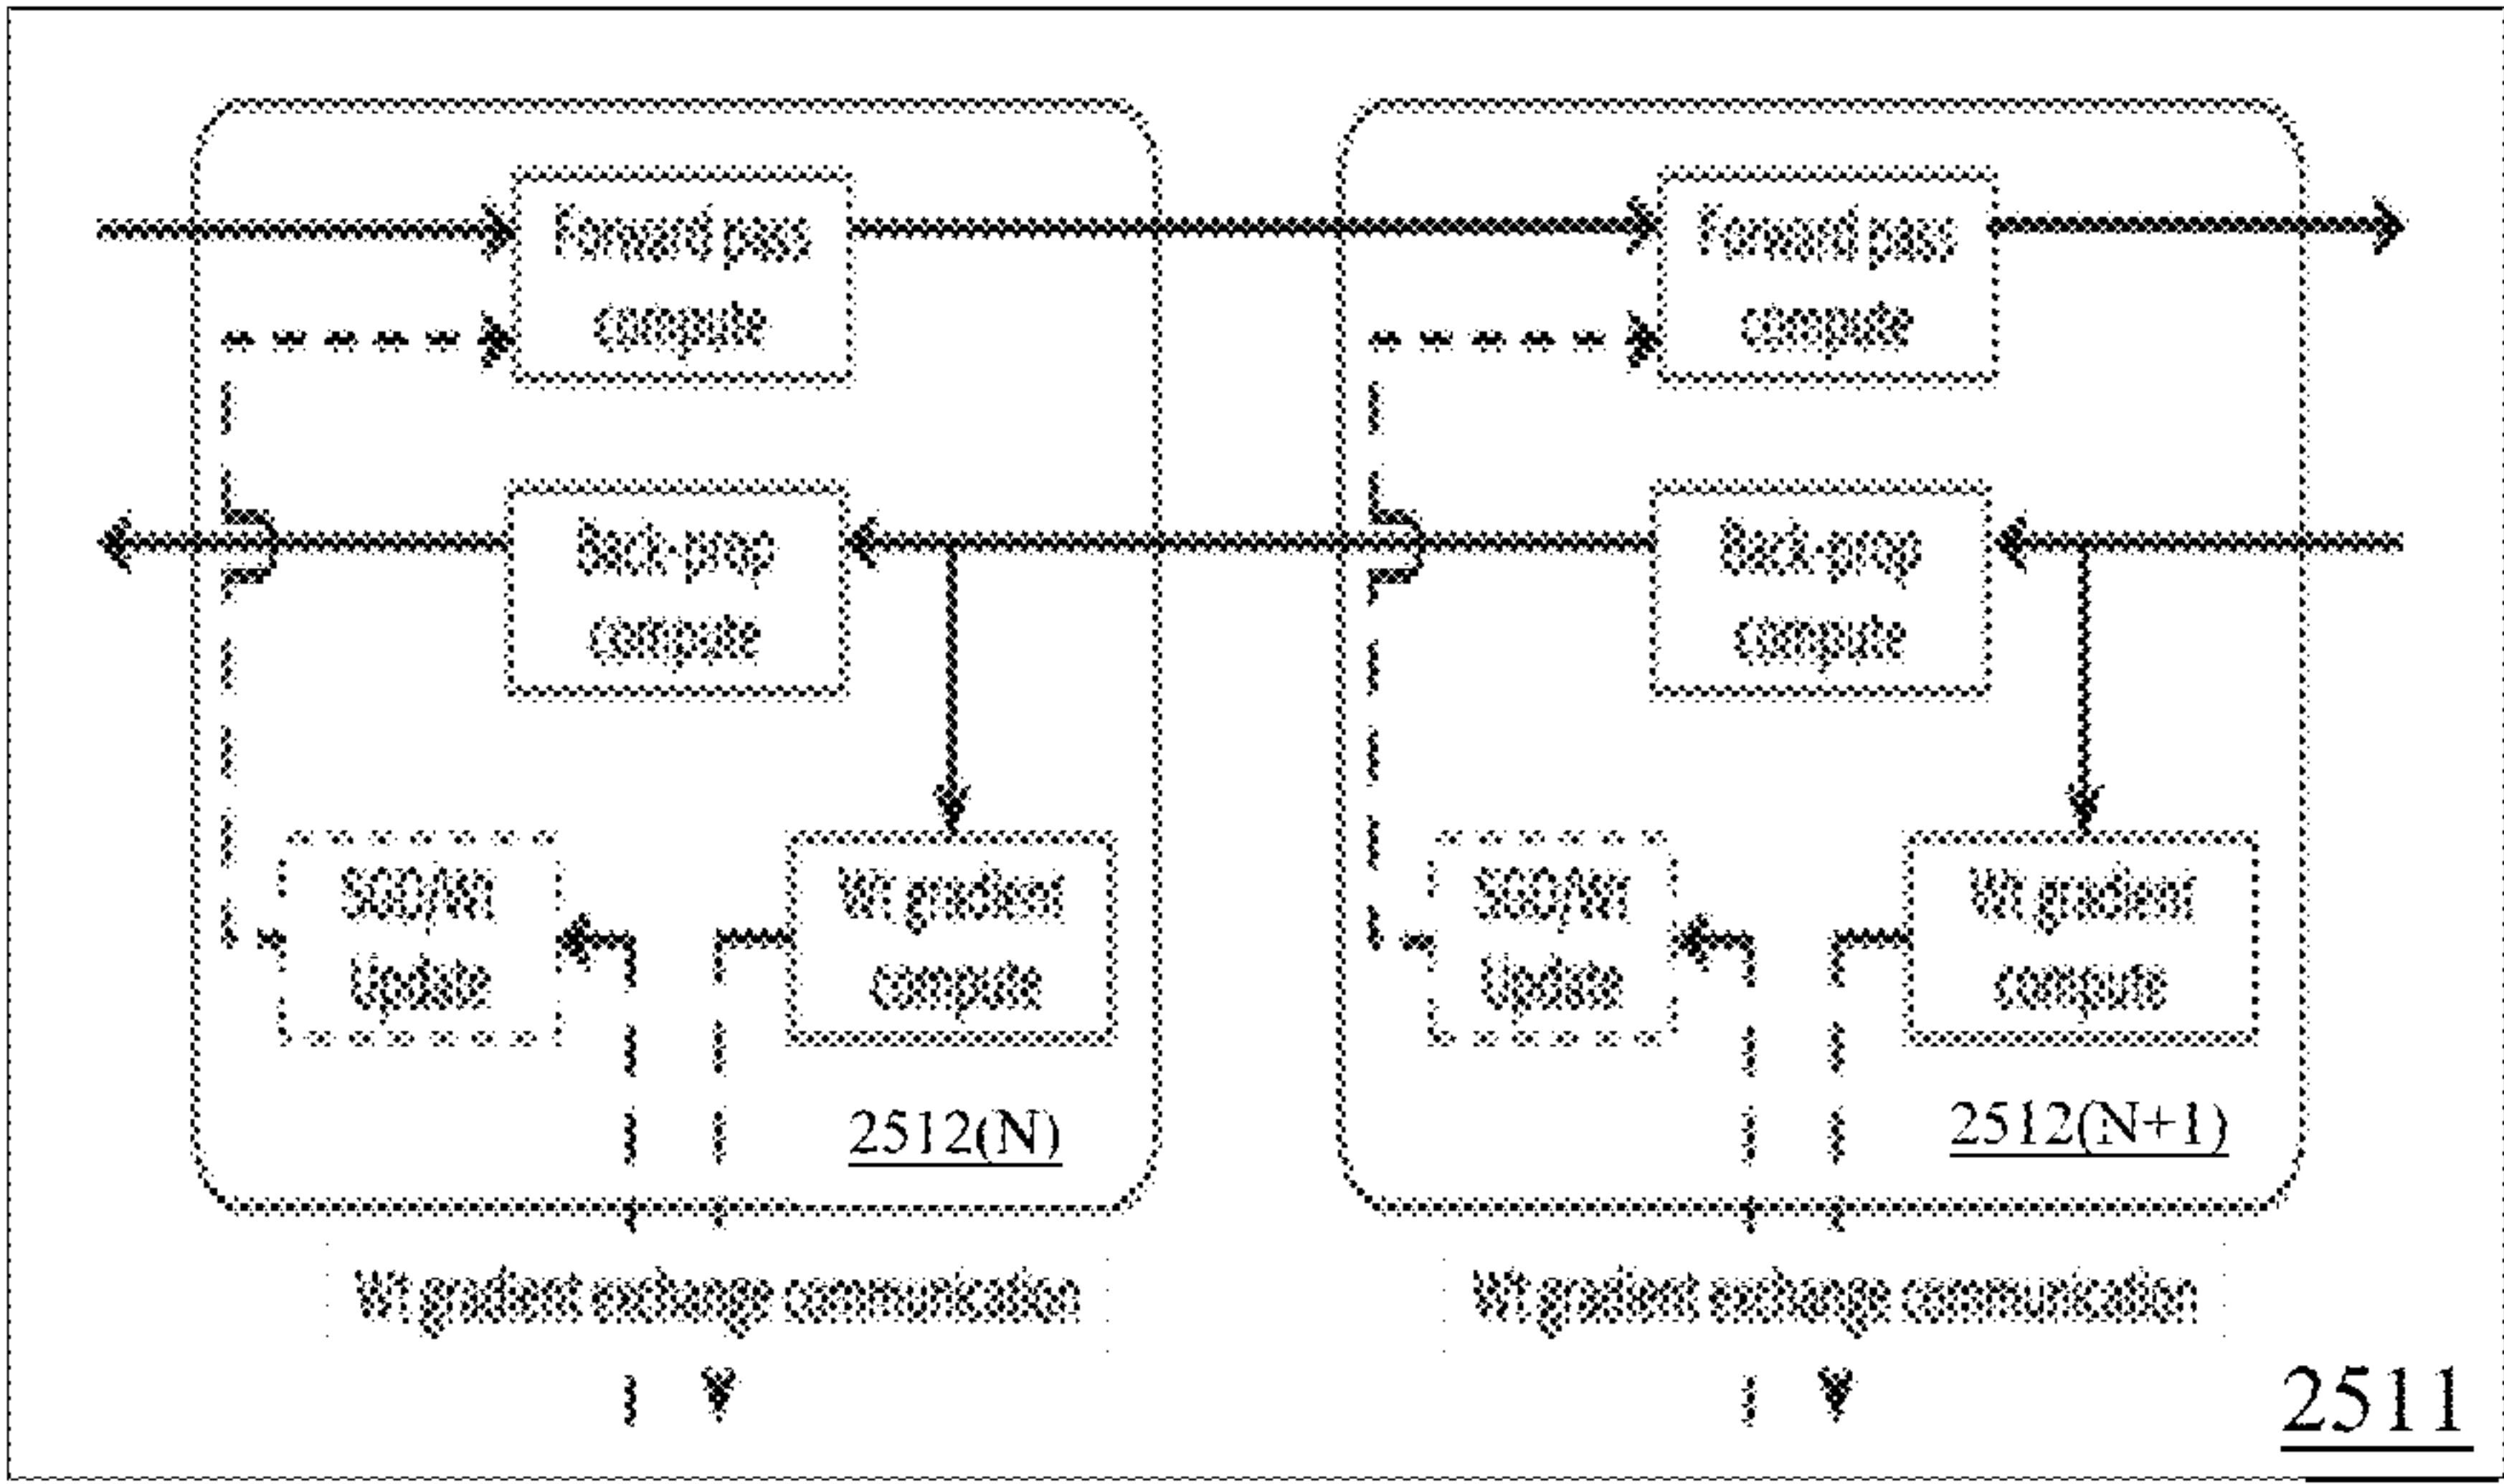 Forward pass
compute
Forward pass
compute
Back-prop
compute
Back-prop
compute
SGD/Wt
Update
Wt gradient
compute
SGD/Wt
Update
Wt gradient
compute
2512(N)
2512(N+1)
Wt gradient exchange communication
Wt gradient exchange communication
2511